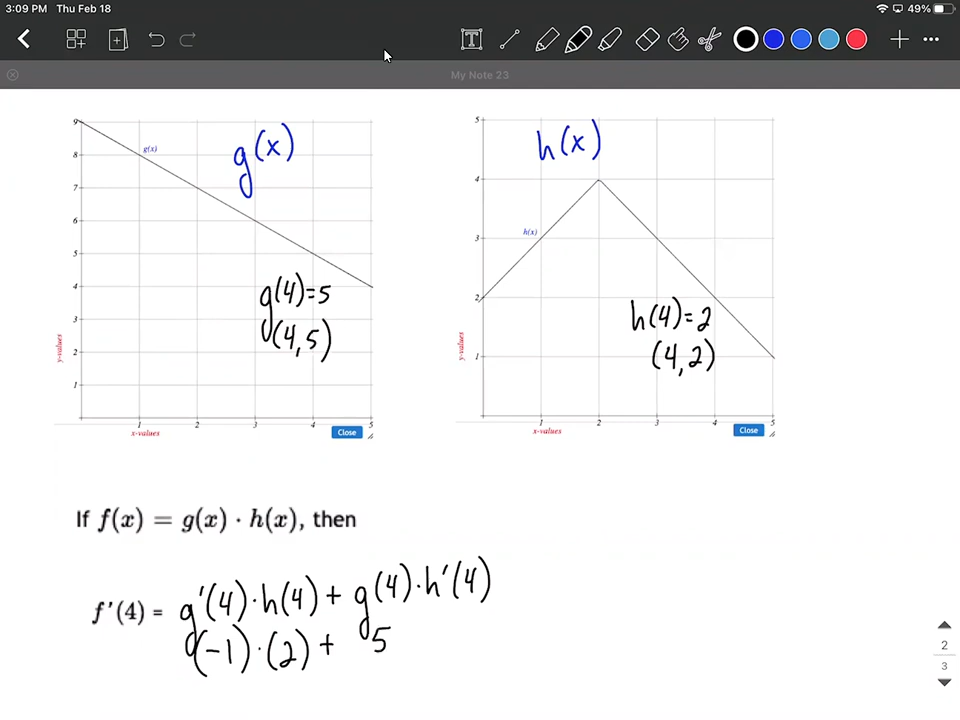 3:09 PM Thu Feb 18
49%
My Note 23
9
8
7
6
5
4
3
2
1
g(x)
g(x)
g(4)=5
(4,5)
y-values
1
2
3
4
5
x-values
Close
5
4
3
2
1
h(x)
h(x)
h(4)=2
(4,2)
y-values
1
2
3
4
5
x-values
Close
If f(x) = g(x) · h(x), then
f'(4) = g'(4)·h(4) + g(4)·h'(4)
(-1)·(2) + 5
2
3